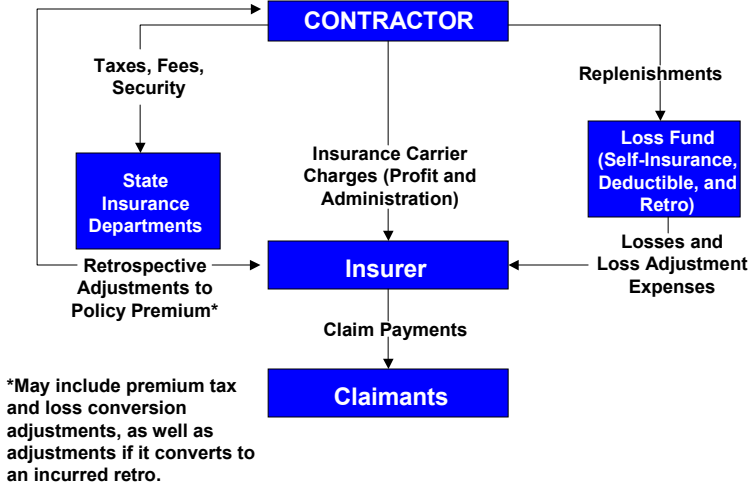 CONTRACTOR
Taxes, Fees,
Security
Replenishments
Insurance Carrier
Charges (Profit and
Administration)
Loss Fund
(Self-Insurance,
Deductible, and
Retro)
State
Insurance
Departments
Retrospective
Adjustments to
Policy Premium*
Insurer
Losses and
Loss Adjustment
Expenses
Claim Payments
Claimants
*May include premium tax
and loss conversion
adjustments, as well as
adjustments if it converts to
an incurred retro.